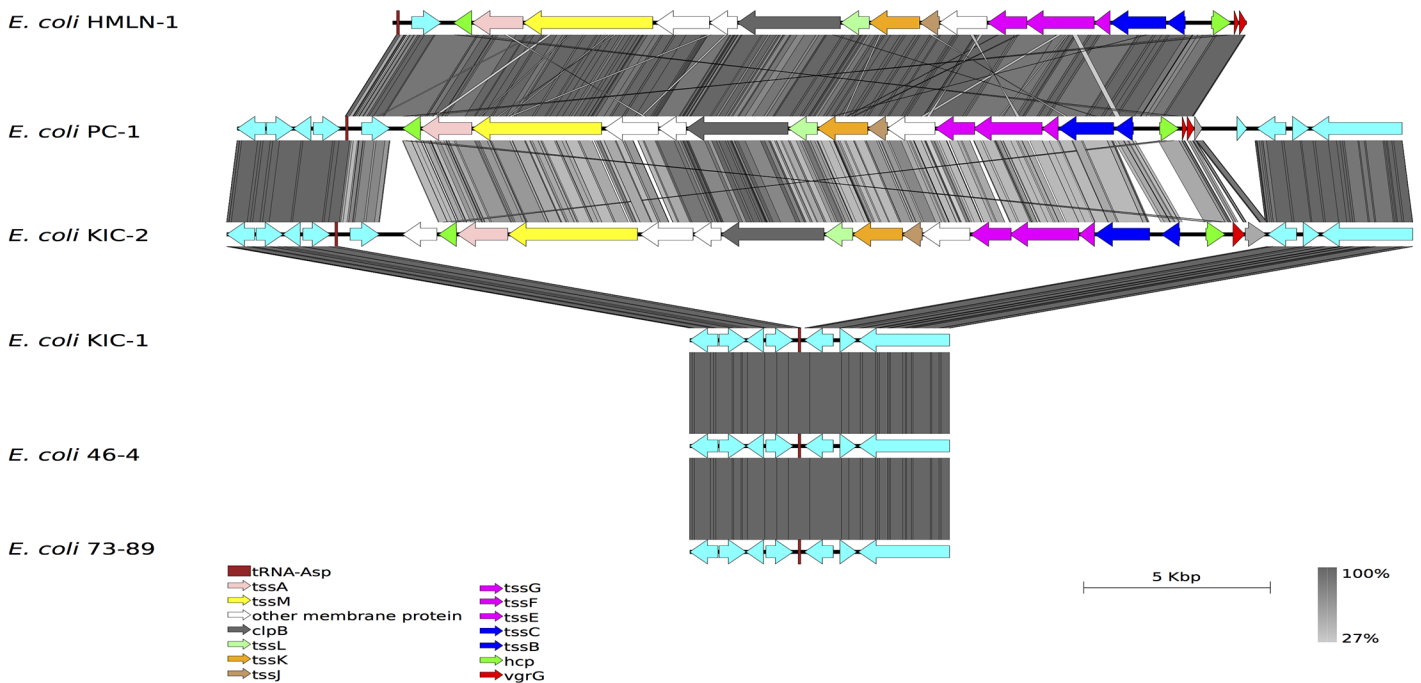 E. coli HMLN-1
E. coli PC-1
E. coli KIC-2
E. coli KIC-1
E. coli 46-4
E. coli 73-89
tRNA-Asp
tssA
tssM
other membrane protein
clpB
tssL
tssK
tssJ
tssG
tssF
tssE
tssC
tssB
hcp
vgrG
5 Kbp
100%
27%